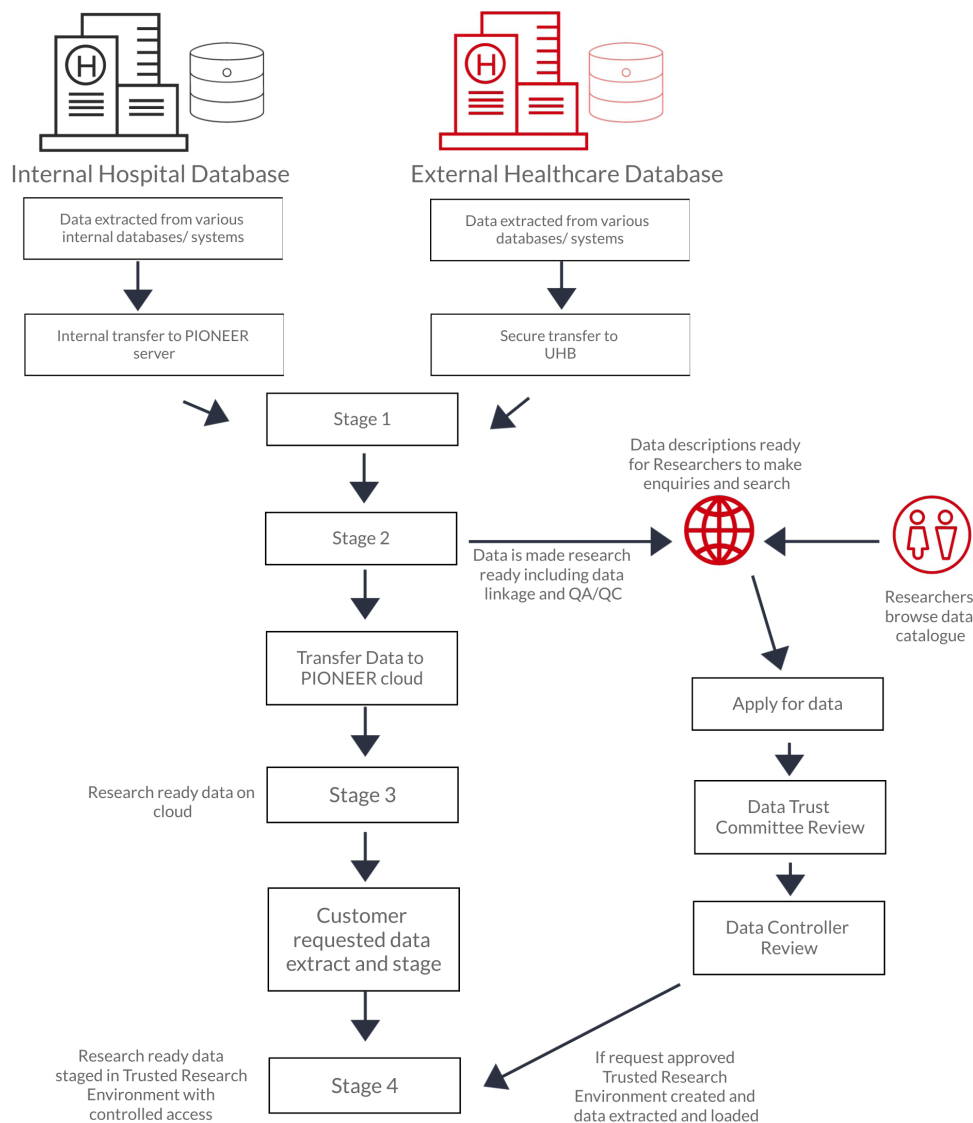 H
H
Internal Hospital Database
External Healthcare Database
Data extracted from various
internal databases/ systems
Data extracted from various
databases/ systems
Internal transfer to PIONEER
server
Secure transfer to
UHB
Stage 1
Data descriptions ready
for Researchers to make
enquiries and search
Stage 2
Data is made research
ready including data
linkage and QA/QC
Researchers
browse data
catalogue
Transfer Data to
PIONEER cloud
Apply for data
Research ready data on
cloud
Stage 3
Data Trust
Committee Review
Customer
requested data
extract and stage
Data Controller
Review
Research ready data
staged in Trusted Research
Environment with
controlled access
Stage 4
If request approved
Trusted Research
Environment created and
data extracted and loaded